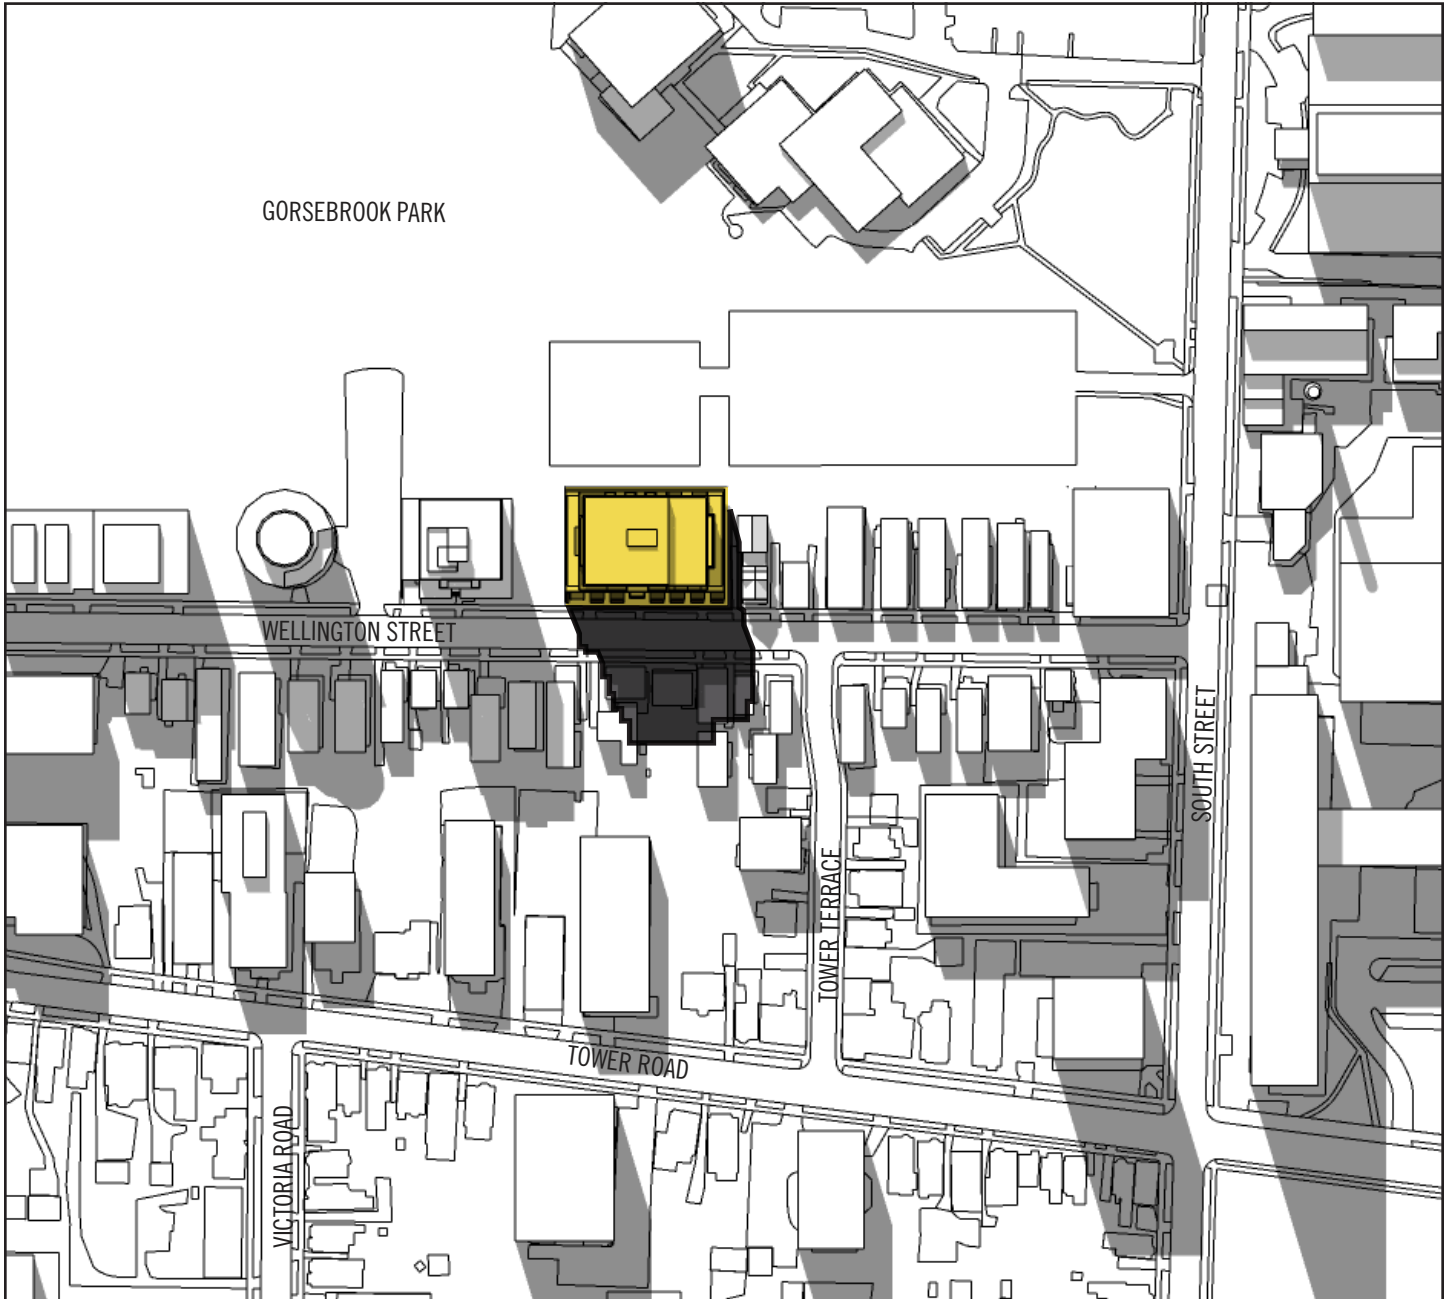 GORSEBROOK PARK
WELLINGTON STREET
SOUTH STREET
TOWER TERRACE
TOWER ROAD
VICTORIA ROAD